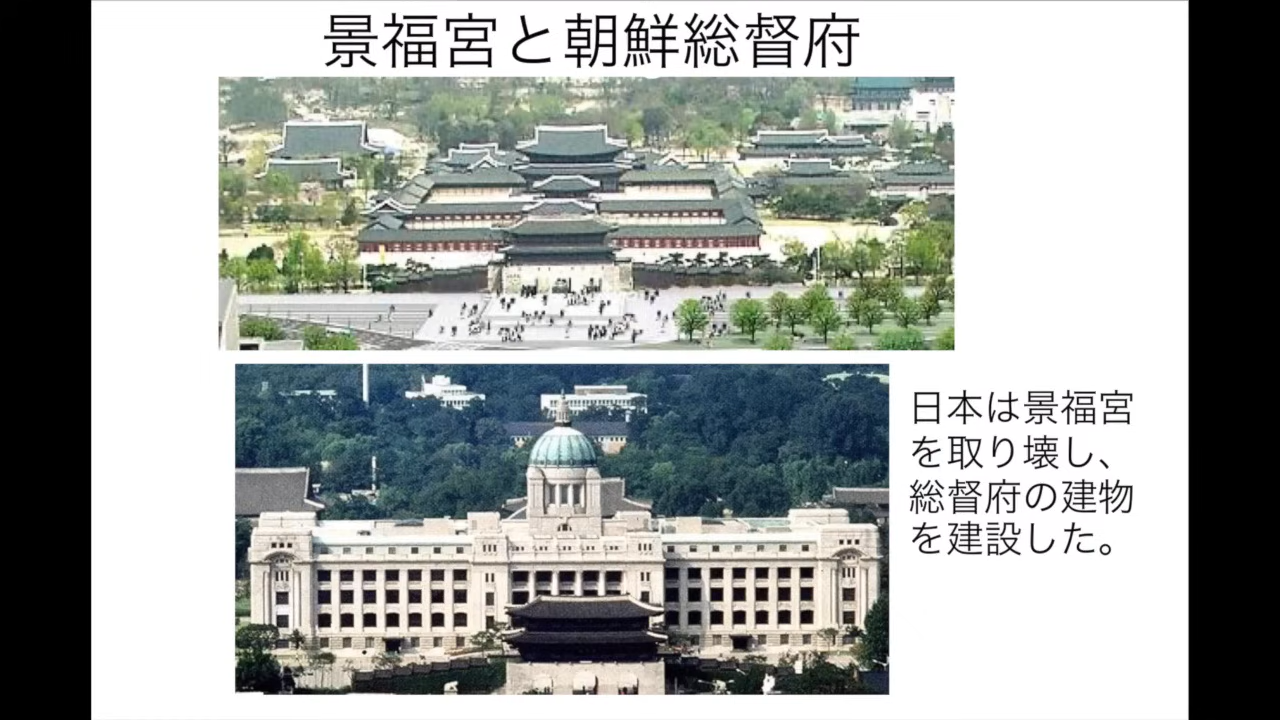 景福宮と朝鮮総督府
日本は景福宮
を取り壊し、
総督府の建物
を建設した。